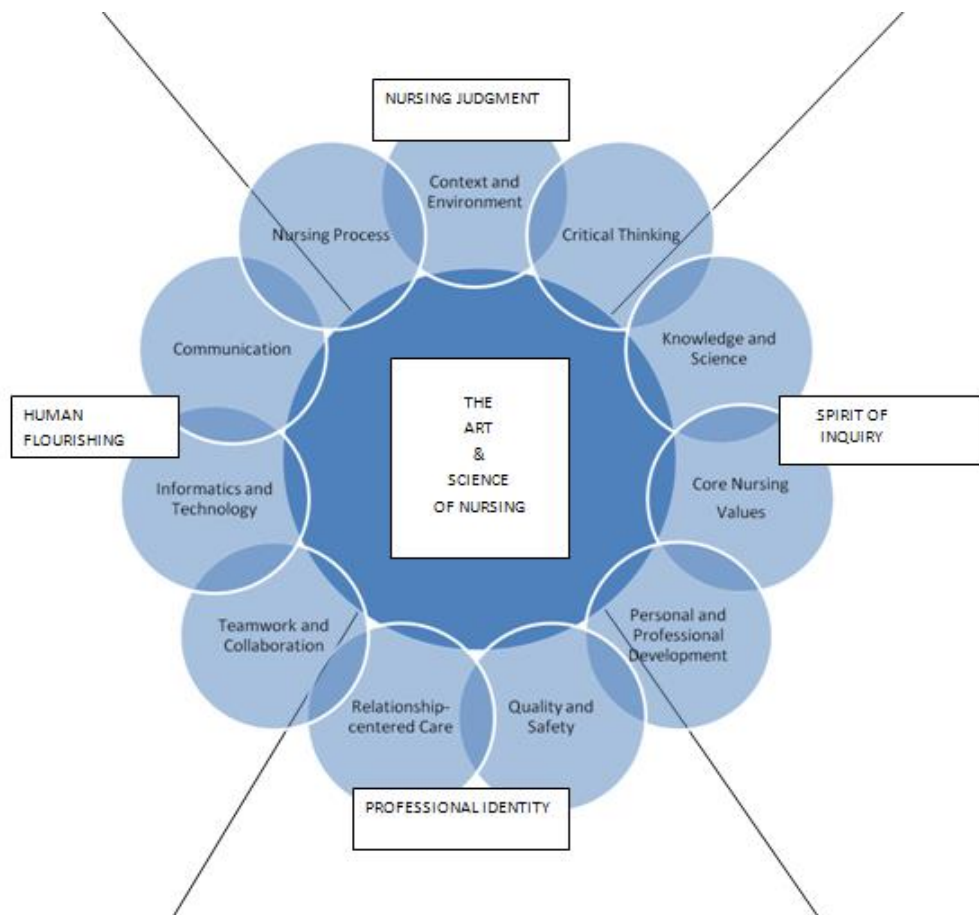 NURSING JUDGMENT
Context and
Environment
Nursing Process
Critical Thinking
Communication
Knowledge and
Science
HUMAN
FLOURISHING
THE
ART
&
SCIENCE
OF NURSING
SPIRIT OF
INQUIRY
Informatics and
Technology
Core Nursing
Values
Teamwork and
Collaboration
Personal and
Professional
Development
Relationship-
centered Care
Quality and
Safety
PROFESSIONAL IDENTITY